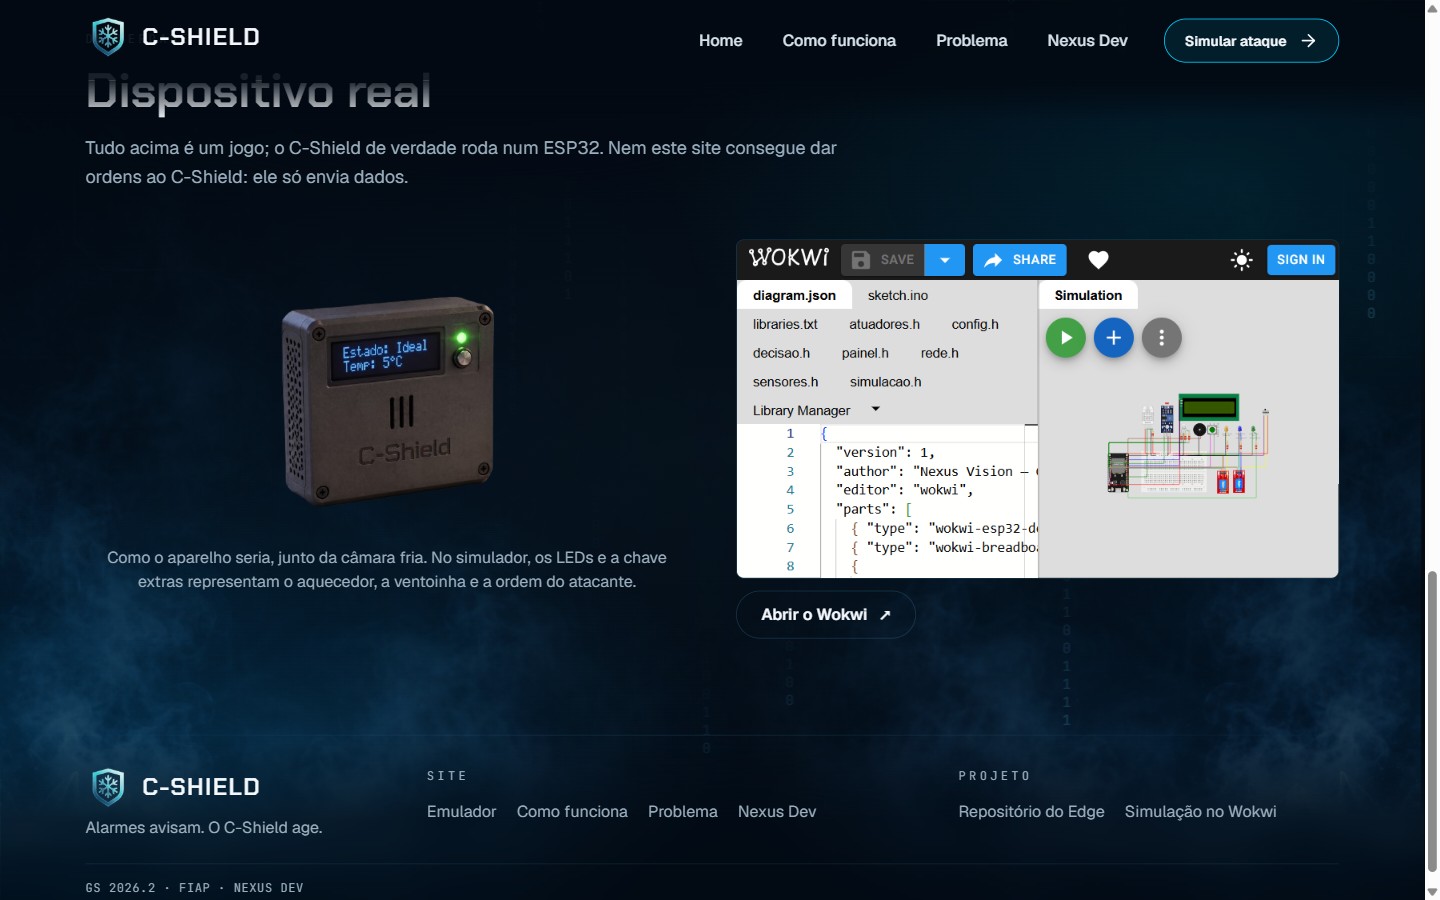 C-SHIELD
Home
Como funciona
Problema
Nexus Dev
Simular ataque
Dispositivo real
Tudo acima é um jogo; o C-Shield de verdade roda num ESP32. Nem este site consegue dar
ordens ao C-Shield: ele só envia dados.
Estado: Ideal
Temp: 5°C
C-Shield
Como o aparelho seria, junto da câmara fria. No simulador, os LEDs e a chave
extras representam o aquecedor, a ventoinha e a ordem do atacante.
WOKWI
SAVE
SHARE
SIGN IN
diagram.json sketch.ino
libraries.txt atuadores.h config.h
decisao.h painel.h rede.h
sensores.h simulacao.h
Library Manager
1 {
2 "version": 1,
3 "author": "Nexus Vision —
4 "editor": "wokwi",
5 "parts": [
6 { "type": "wokwi-esp32-de
7 { "type": "wokwi-breadboa
8 {
Simulation
Abrir o Wokwi ↗
C-SHIELD
Alarmes avisam. O C-Shield age.
SITE
Emulador Como funciona Problema Nexus Dev
PROJETO
Repositório do Edge Simulação no Wokwi
GS 2026.2 · FIAP · NEXUS DEV